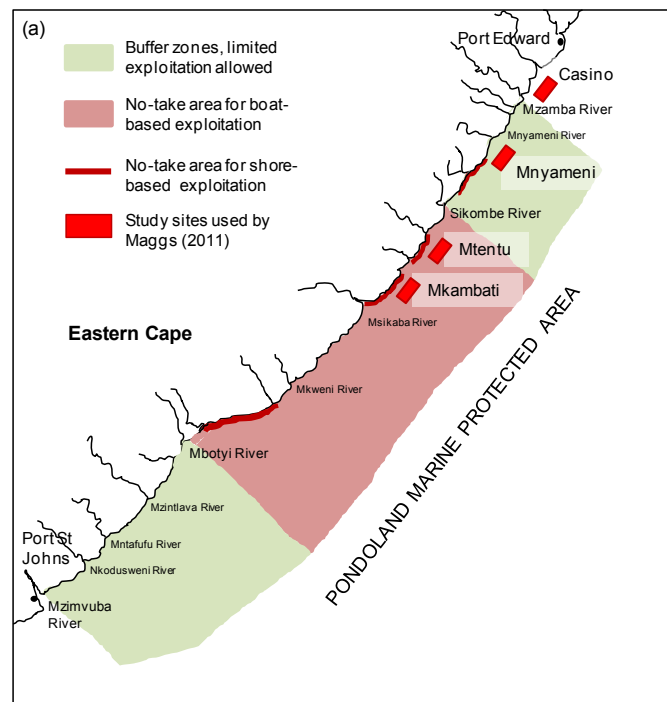 (a)
Buffer zones, limited
exploitation allowed
No-take area for boat-
based exploitation
No-take area for shore-
based exploitation
Study sites used by
Maggs (2011)
Port Edward
Casino
Mzamba River
Mnyameni River
Mnyameni
Sikombe River
Mtentu
Mkambati
Msikaba River
Eastern Cape
Mkweni River
Mbotyi River
Mzintlava River
Mntafufu River
Nkodusweni River
Port St
Johns
Mzimvuba
River
PONDOLAND MARINE PROTECTED AREA